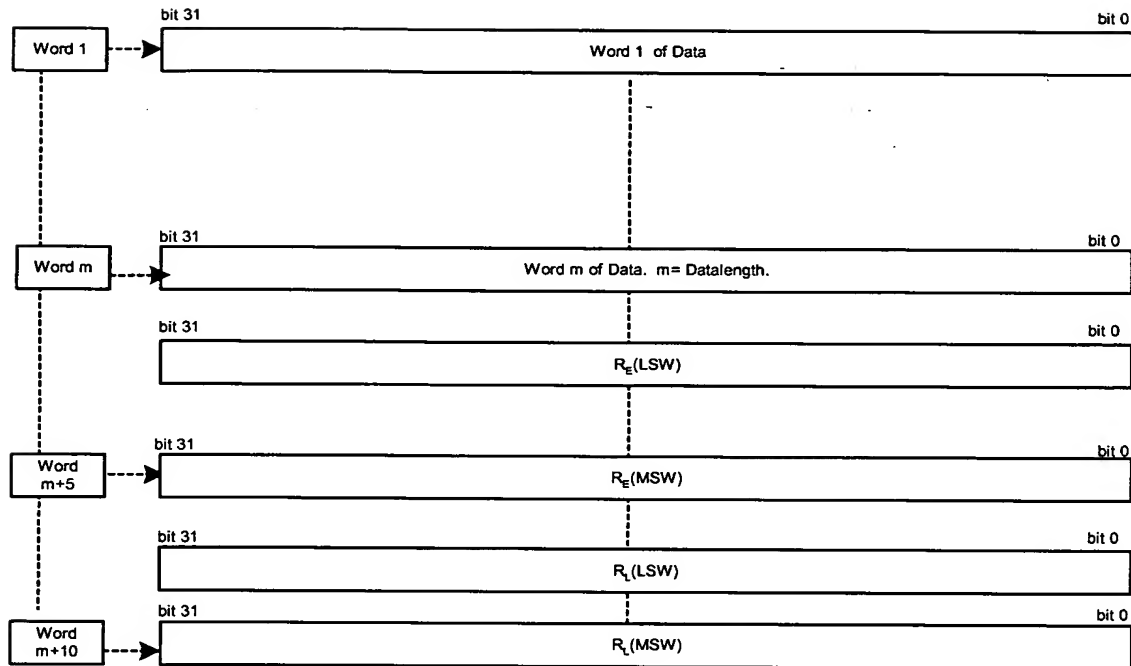 bit 31 bit 0
Word 1 Word 1 of Data
bit 31 bit 0
Word m Word m of Data. m= Datalength.
bit 31 bit 0
R_E(LSW)
bit 31 bit 0
Word
m+5 R_E(MSW)
bit 31 bit 0
R_L(LSW)
bit 31 bit 0
Word
m+10 R_L(MSW)